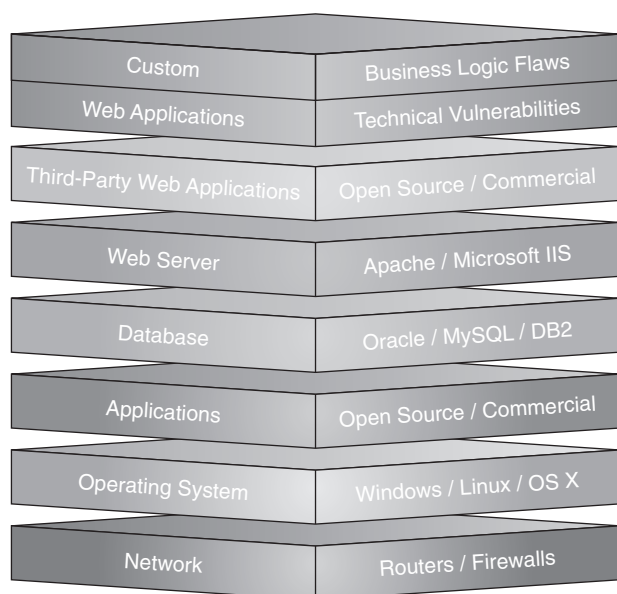 Custom
Business Logic Flaws
Web Applications
Technical Vulnerabilities
Third-Party Web Applications
Open Source / Commercial
Web Server
Apache / Microsoft IIS
Database
Oracle / MySQL / DB2
Applications
Open Source / Commercial
Operating System
Windows / Linux / OS X
Network
Routers / Firewalls